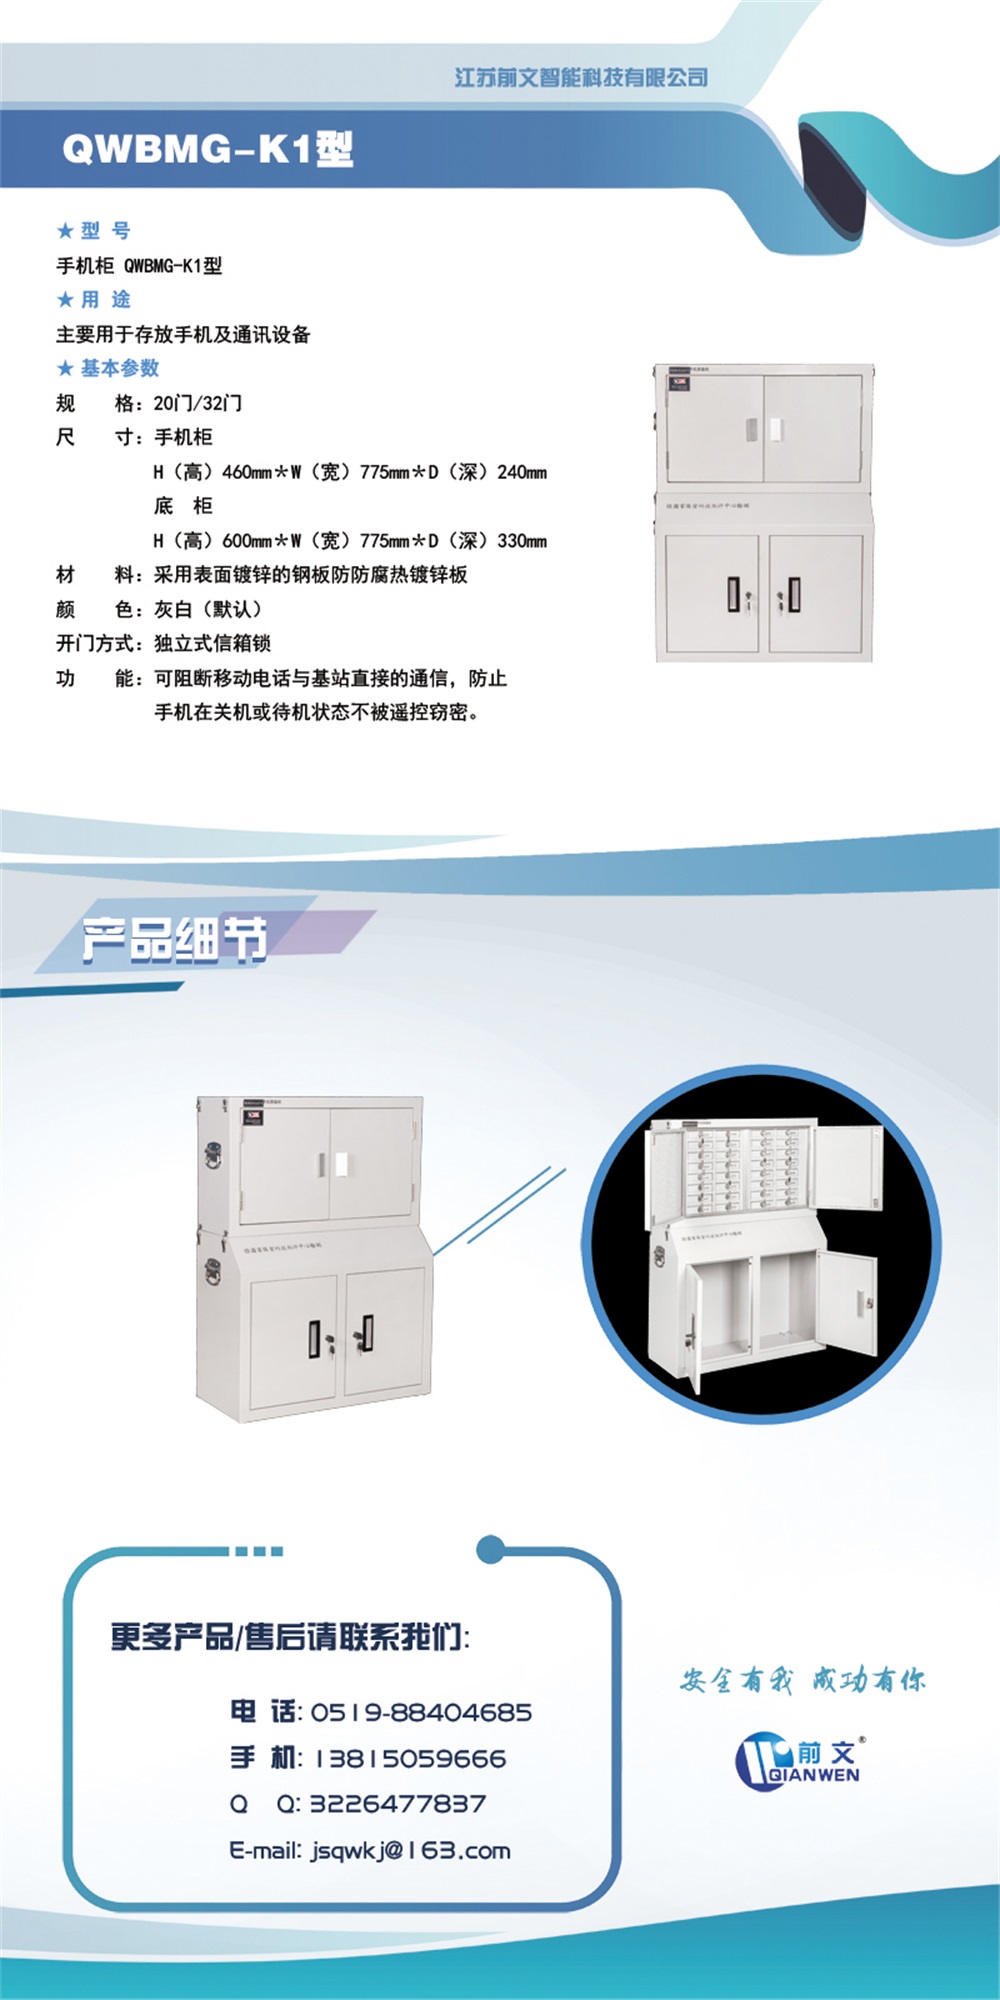 江苏前文智能科技有限公司
QWBMG-K1型
★ 型 号
手机柜 QWBMG-K1型
★ 用 途
主要用于存放手机及通讯设备
★ 基本参数
规 格：20门/32门
尺 寸：手机柜
H（高）460mm＊W（宽）775mm＊D（深）240mm
底 柜
H（高）600mm＊W（宽）775mm＊D（深）330mm
材 料：采用表面镀锌的钢板防防腐热镀锌板
颜 色：灰白（默认）
开门方式：独立式信箱锁
功 能：可阻断移动电话与基站直接的通信，防止
手机在关机或待机状态不被遥控窃密。
产品细节
更多产品/售后请联系我们:
电 话: 0519-88404685
手 机: 13815059666
Q Q: 3226477837
E-mail: jsqwkj@163.com
安全有我 成功有你
前文®
QIANWEN